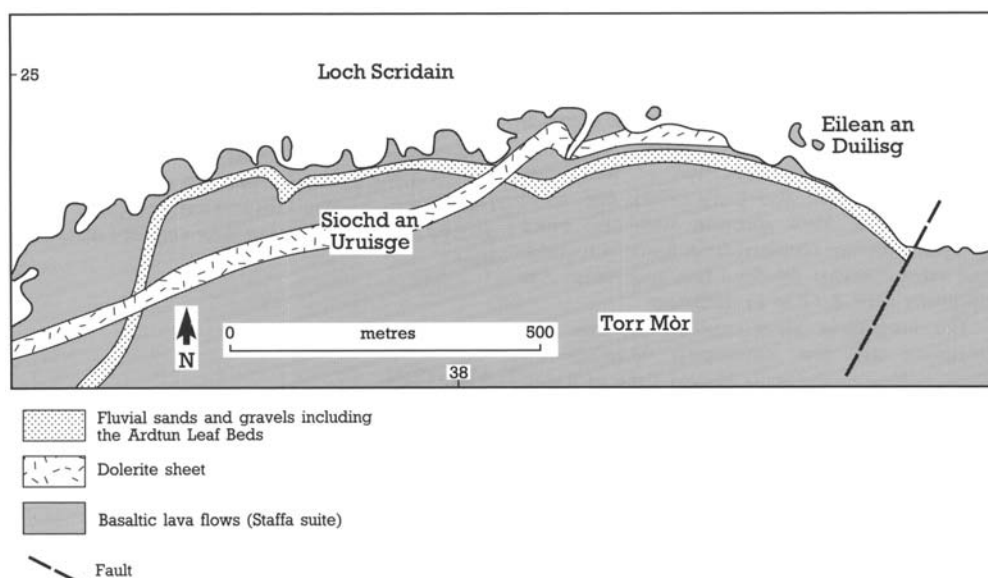 25
Loch Scridain
Eilean an
Duilisg
Siochd an
Uruisge
Torr Mòr
0 metres 500
N
38
Fluvial sands and gravels including
the Ardtun Leaf Beds
Dolerite sheet
Basaltic lava flows (Staffa suite)
Fault